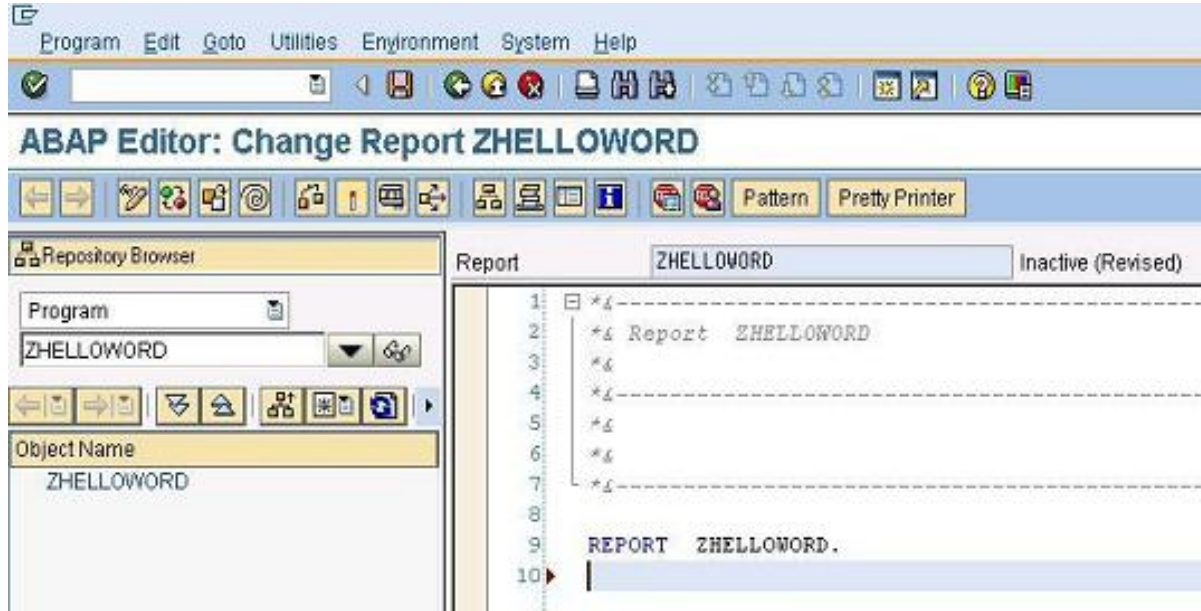 Program Edit Goto Utilities Environment System Help
ABAP Editor: Change Report ZHELLOWORD
Pattern Pretty Printer
Repository Browser
Report ZHELLOWORD Inactive (Revised)
Program
ZHELLOWORD
Object Name
ZHELLOWORD
1 *&---------------------------------------------------------
2 *& Report  ZHELLOWORD
3 *&
4 *&---------------------------------------------------------
5 *&
6 *&
7 *&---------------------------------------------------------
8
9 REPORT  ZHELLOWORD.
10